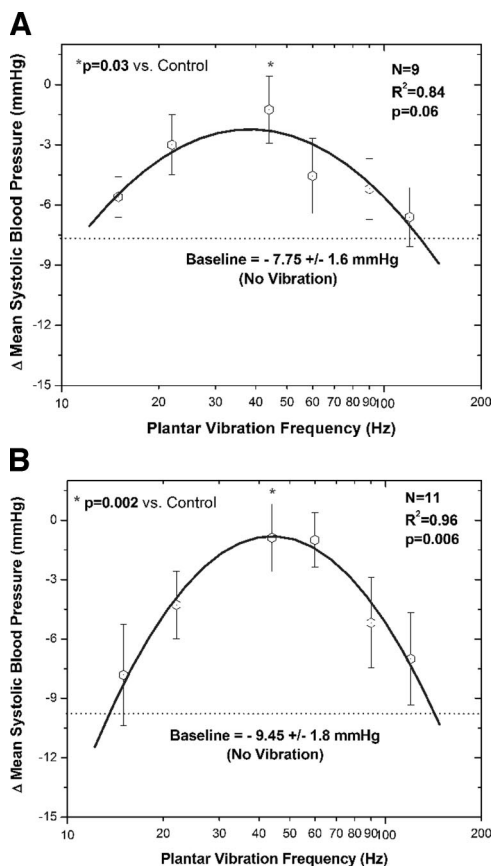 A
*p=0.03 vs. Control
*
N=9
R²=0.84
p=0.06
Δ Mean Systolic Blood Pressure (mmHg)
0
-3
-6
-9
-12
-15
Baseline = - 7.75 +/- 1.6 mmHg
(No Vibration)
10 20 30 40 50 60 70 80 90 100 200
Plantar Vibration Frequency (Hz)
B
* p=0.002 vs. Control
*
N=11
R²=0.96
p=0.006
Δ Mean Systolic Blood Pressure (mmHg)
0
-3
-6
-9
-12
-15
Baseline = - 9.45 +/- 1.8 mmHg
(No Vibration)
10 20 30 40 50 60 70 80 90 100 200
Plantar Vibration Frequency (Hz)